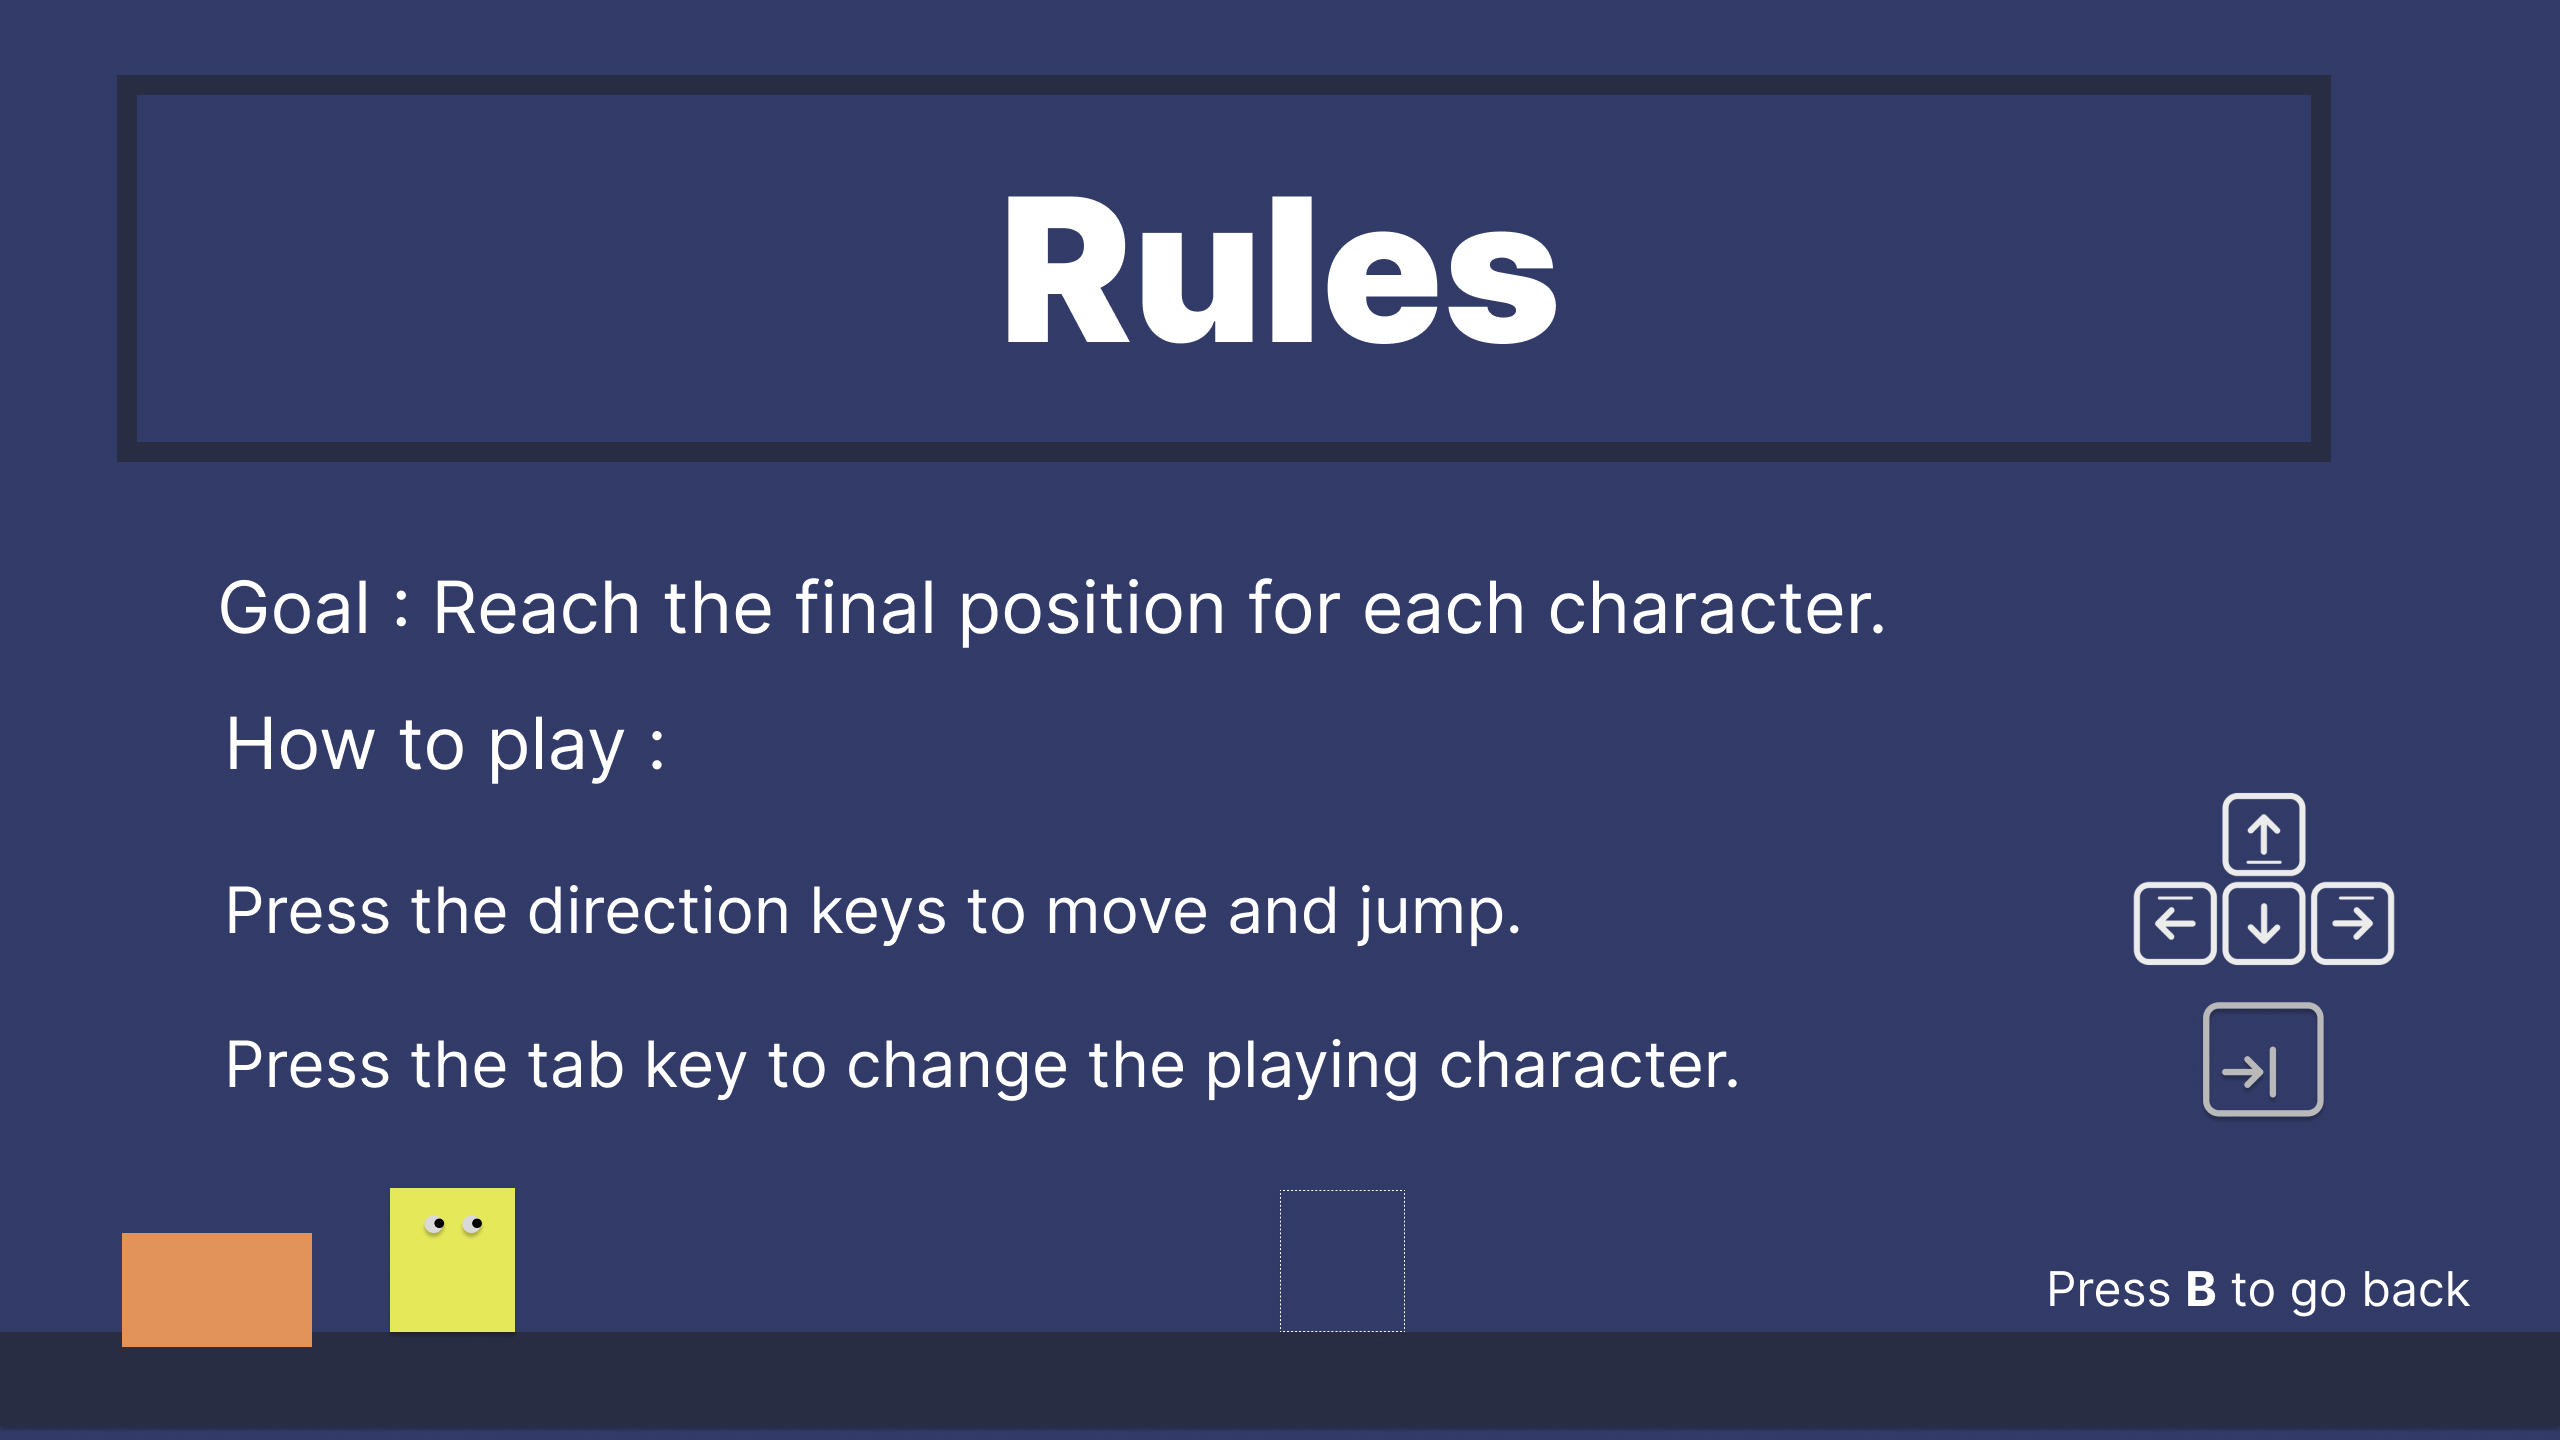 Rules
Goal : Reach the final position for each character.
How to play :
Press the direction keys to move and jump.
Press the tab key to change the playing character.
Press B to go back